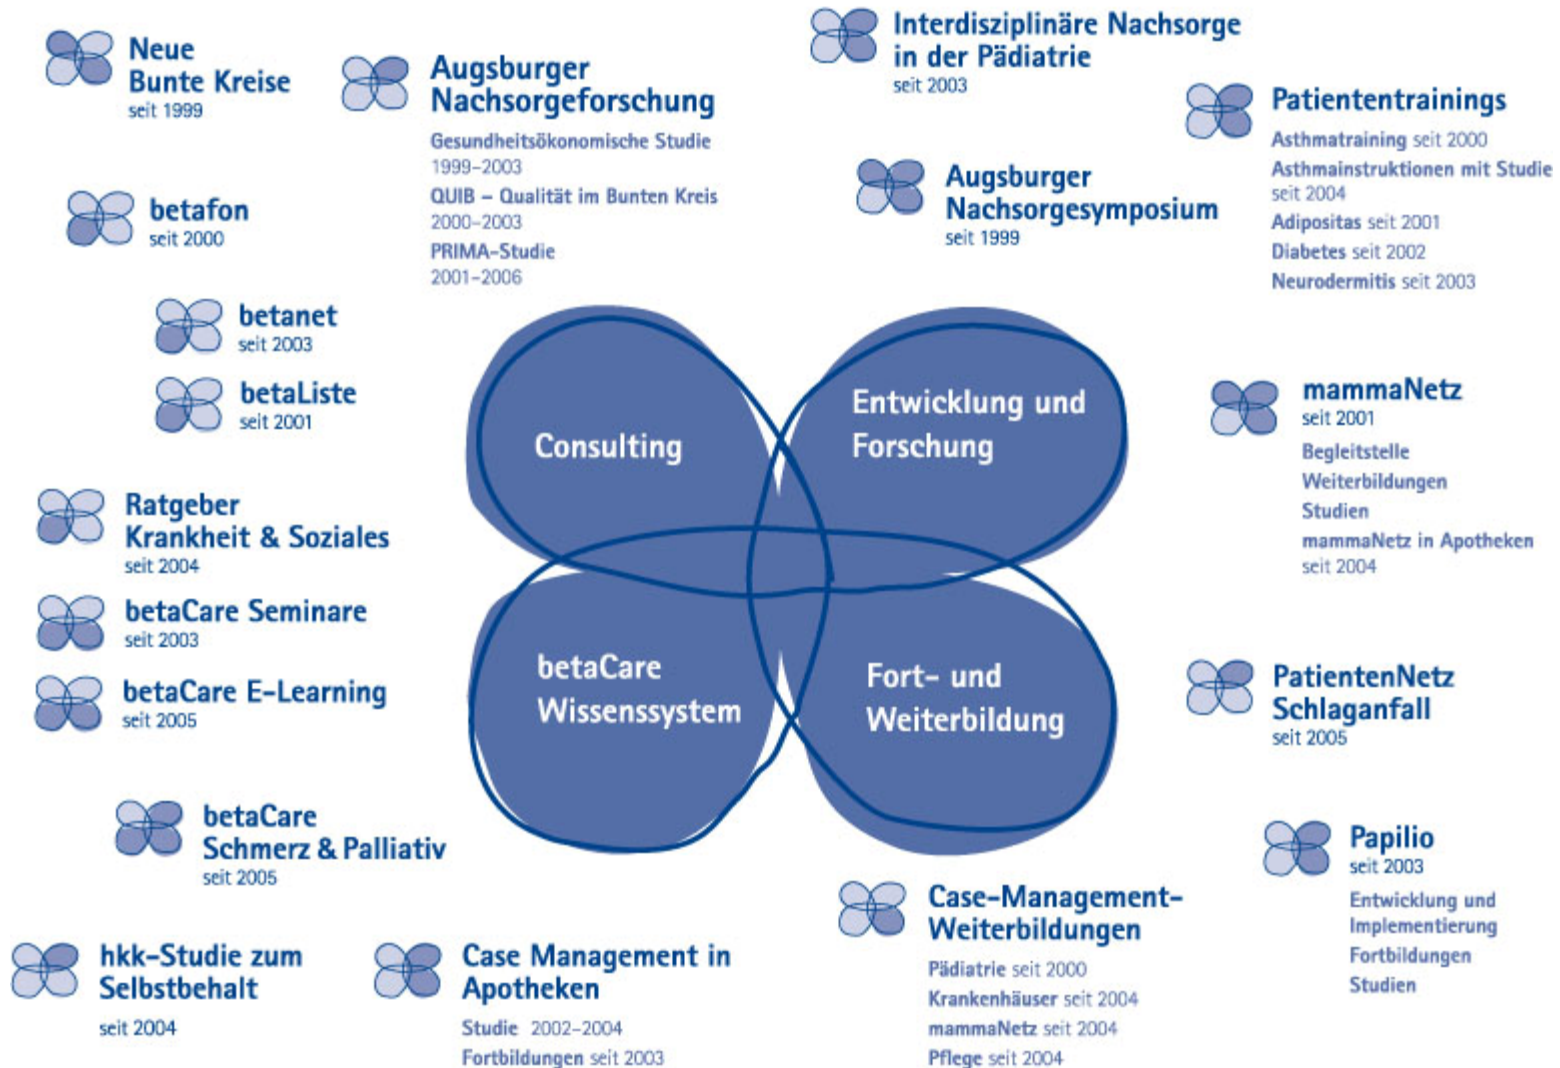 Neue
Bunte Kreise
seit 1999
Augsburger
Nachsorgeforschung
Gesundheitsökonomische Studie
1999–2003
QUIB – Qualität im Bunten Kreis
2000–2003
PRIMA-Studie
2001–2006
Interdisziplinäre Nachsorge
in der Pädiatrie
seit 2003
Augsburger
Nachsorgesymposium
seit 1999
Patiententrainings
Asthmatraining seit 2000
Asthmainstruktionen mit Studie
seit 2004
Adipositas seit 2001
Diabetes seit 2002
Neurodermitis seit 2003
betafon
seit 2000
betanet
seit 2003
betaListe
seit 2001
Ratgeber
Krankheit & Soziales
seit 2004
betaCare Seminare
seit 2003
betaCare E-Learning
seit 2005
betaCare
Schmerz & Palliativ
seit 2005
Consulting
Entwicklung und
Forschung
betaCare
Wissenssystem
Fort- und
Weiterbildung
mammaNetz
seit 2001
Begleitstelle
Weiterbildungen
Studien
mammaNetz in Apotheken
seit 2004
PatientenNetz
Schlaganfall
seit 2005
Papilio
seit 2003
Entwicklung und
Implementierung
Fortbildungen
Studien
hkk-Studie zum
Selbstbehalt
seit 2004
Case Management in
Apotheken
Studie 2002–2004
Fortbildungen seit 2003
Case-Management-
Weiterbildungen
Pädiatrie seit 2000
Krankenhäuser seit 2004
mammaNetz seit 2004
Pflege seit 2004